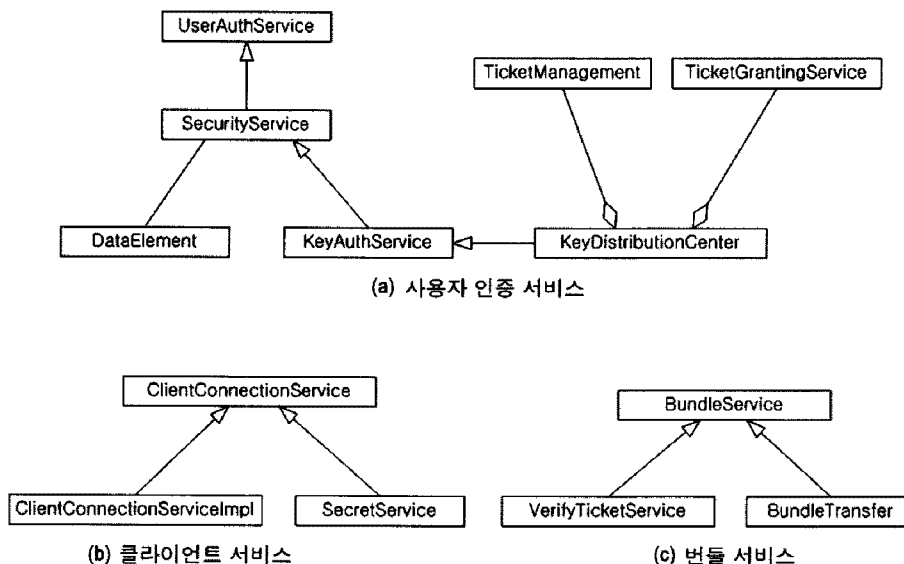 UserAuthService
TicketManagement
TicketGrantingService
SecurityService
DataElement
KeyAuthService
KeyDistributionCenter
(a) 사용자 인증 서비스
ClientConnectionService
BundleService
ClientConnectionServiceImpl
SecretService
VerifyTicketService
BundleTransfer
(b) 클라이언트 서비스
(c) 번들 서비스